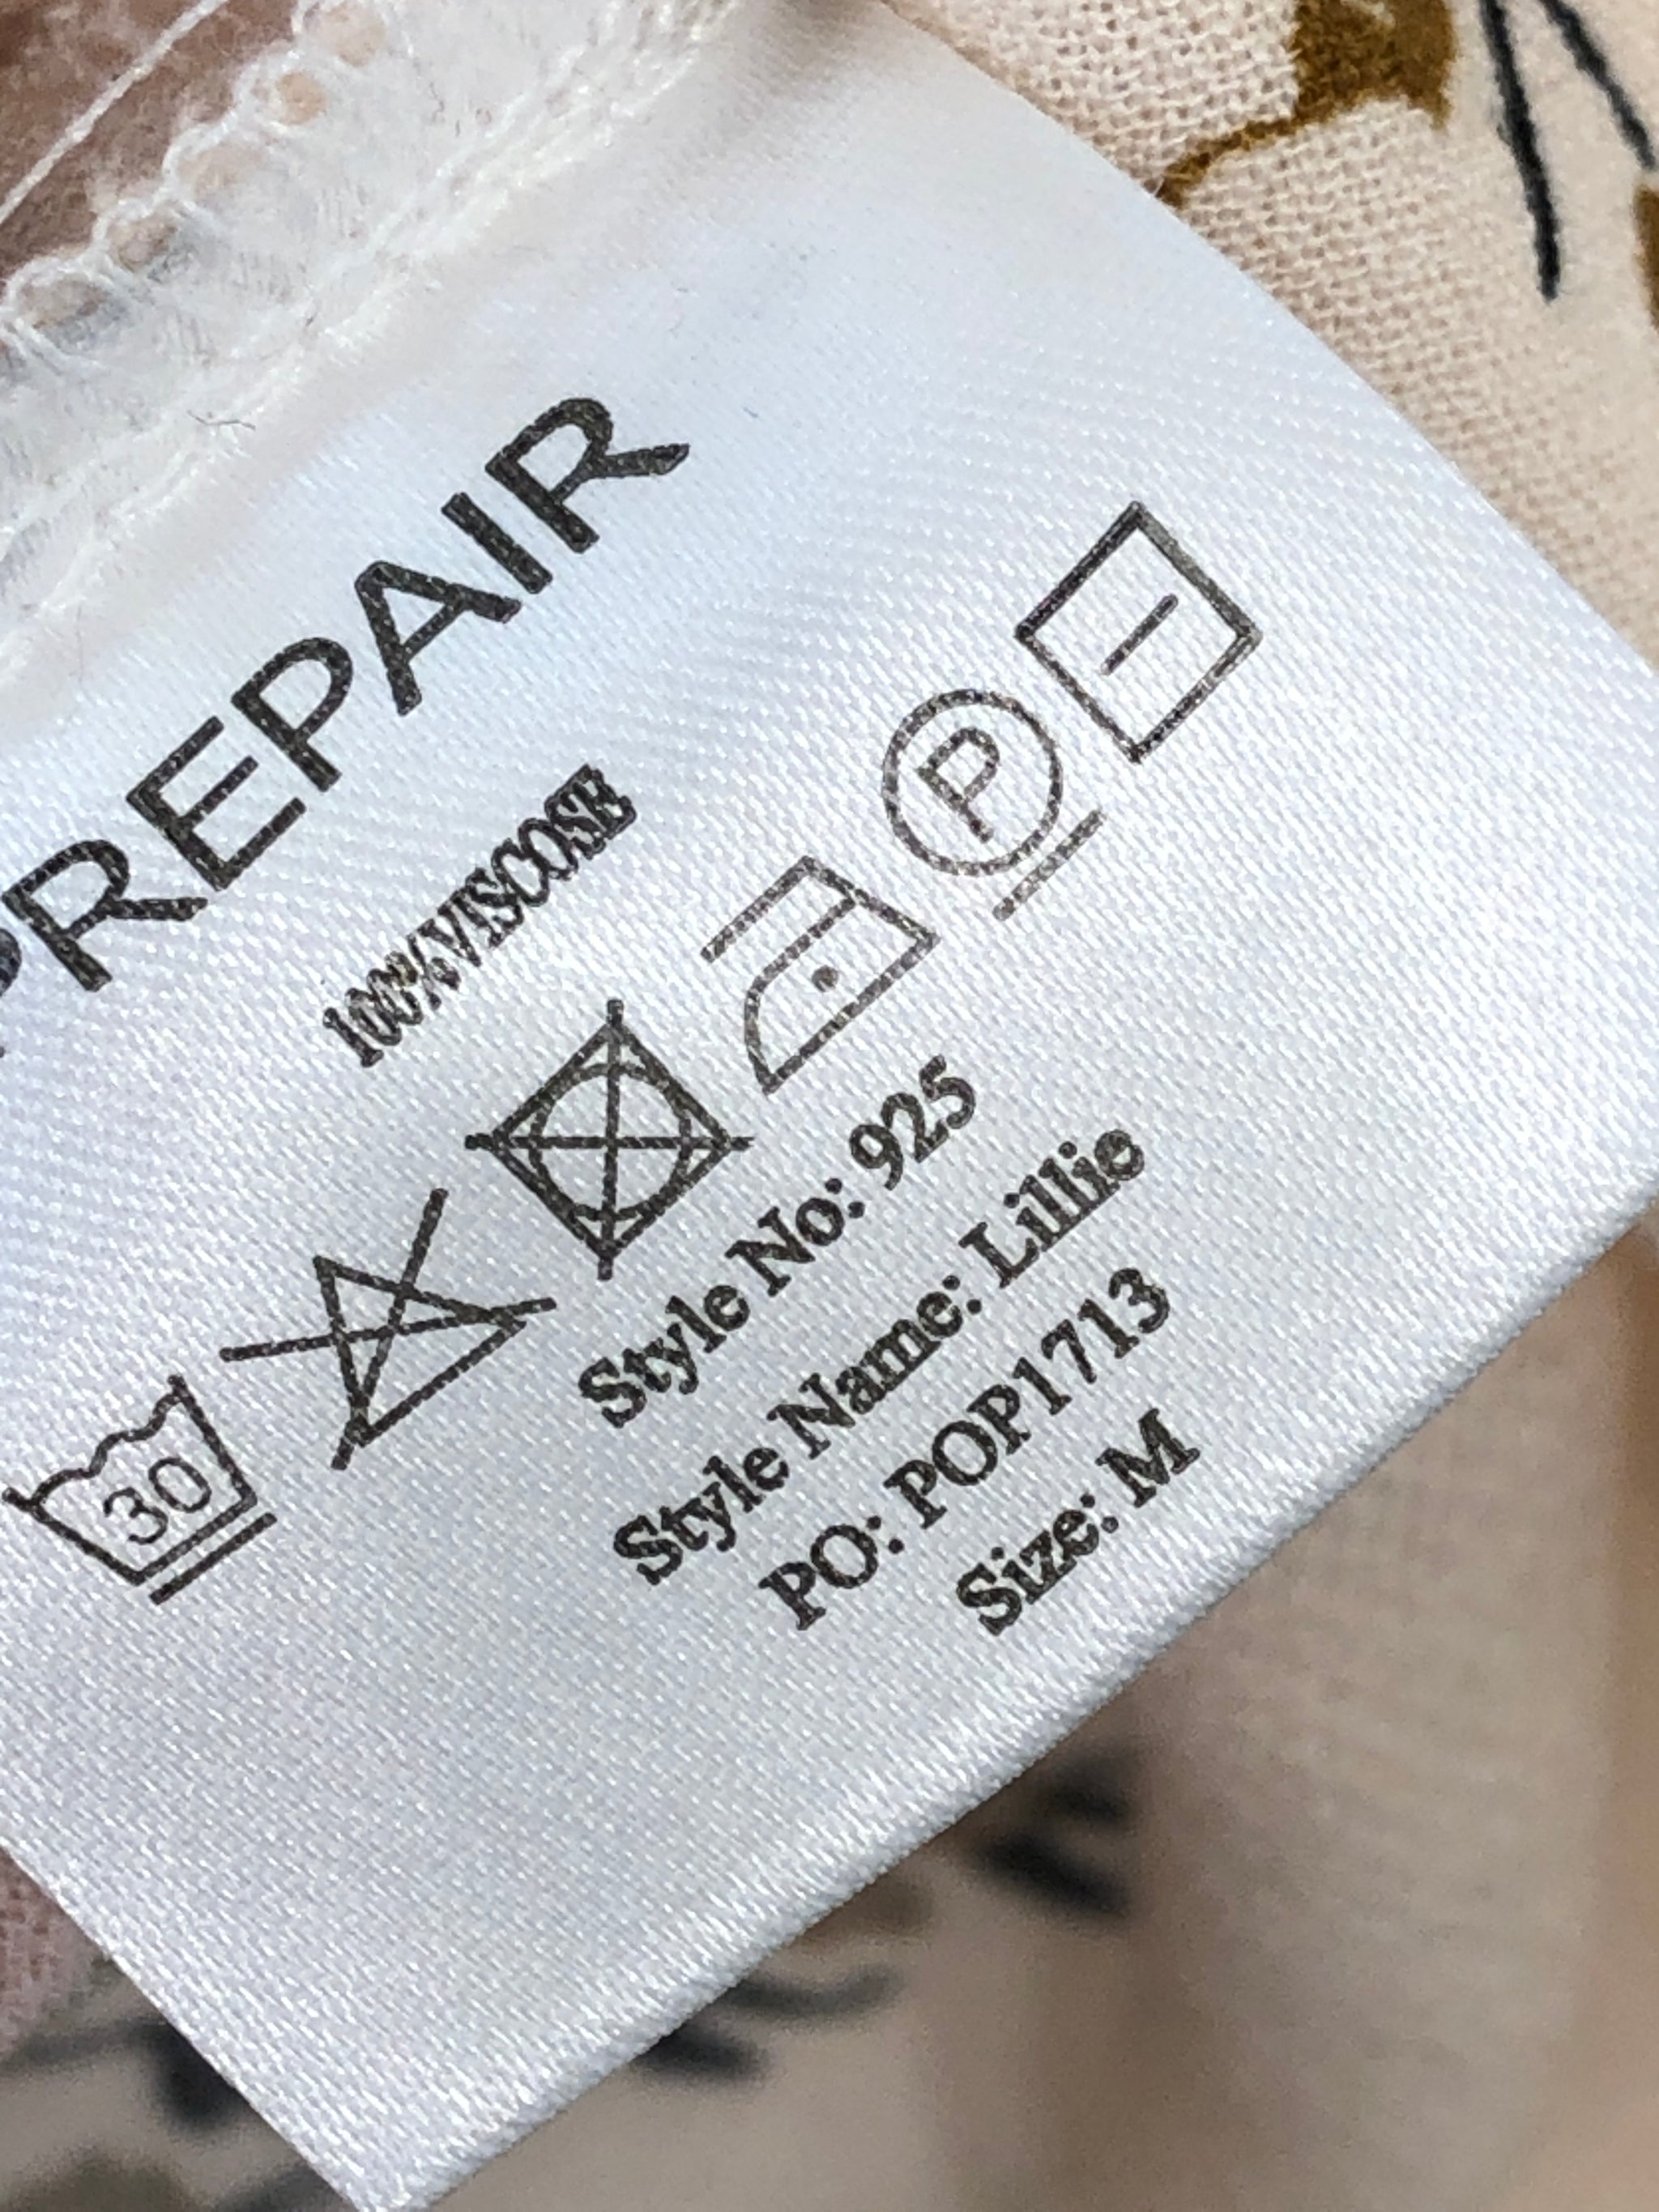 PREPAIR
100%VISCOSE
30
P
Style No: 925
Style Name: Lillie
PO: POP1713
Size: M